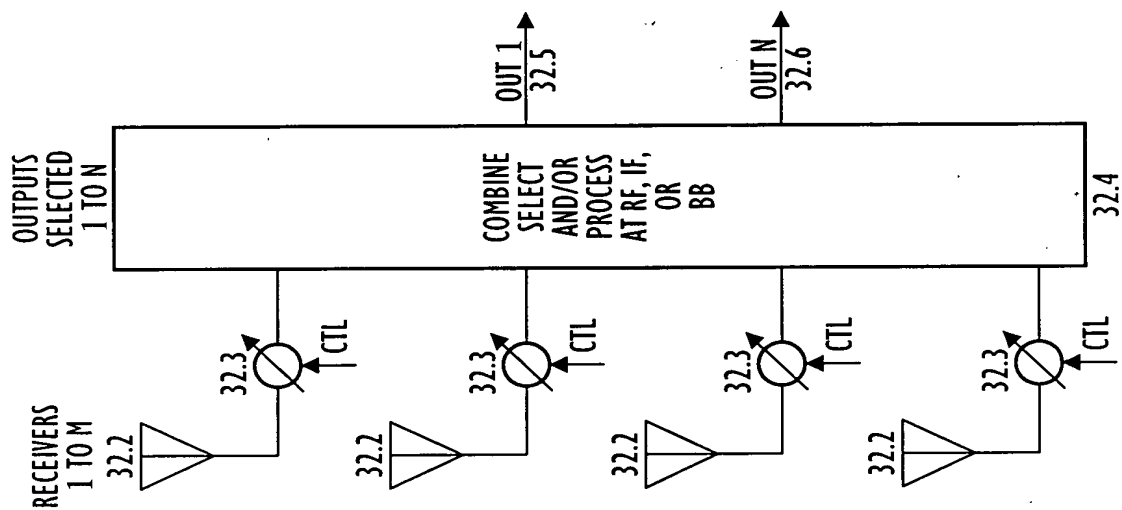 OUTPUTS
SELECTED
1 TO N
OUT 1
32.5
OUT N
32.6
COMBINE
SELECT
AND/OR
PROCESS
AT RF, IF,
OR
BB
32.4
32.3
CTL
32.3
CTL
32.3
CTL
32.3
CTL
RECEIVERS
1 TO M
32.2
32.2
32.2
32.2